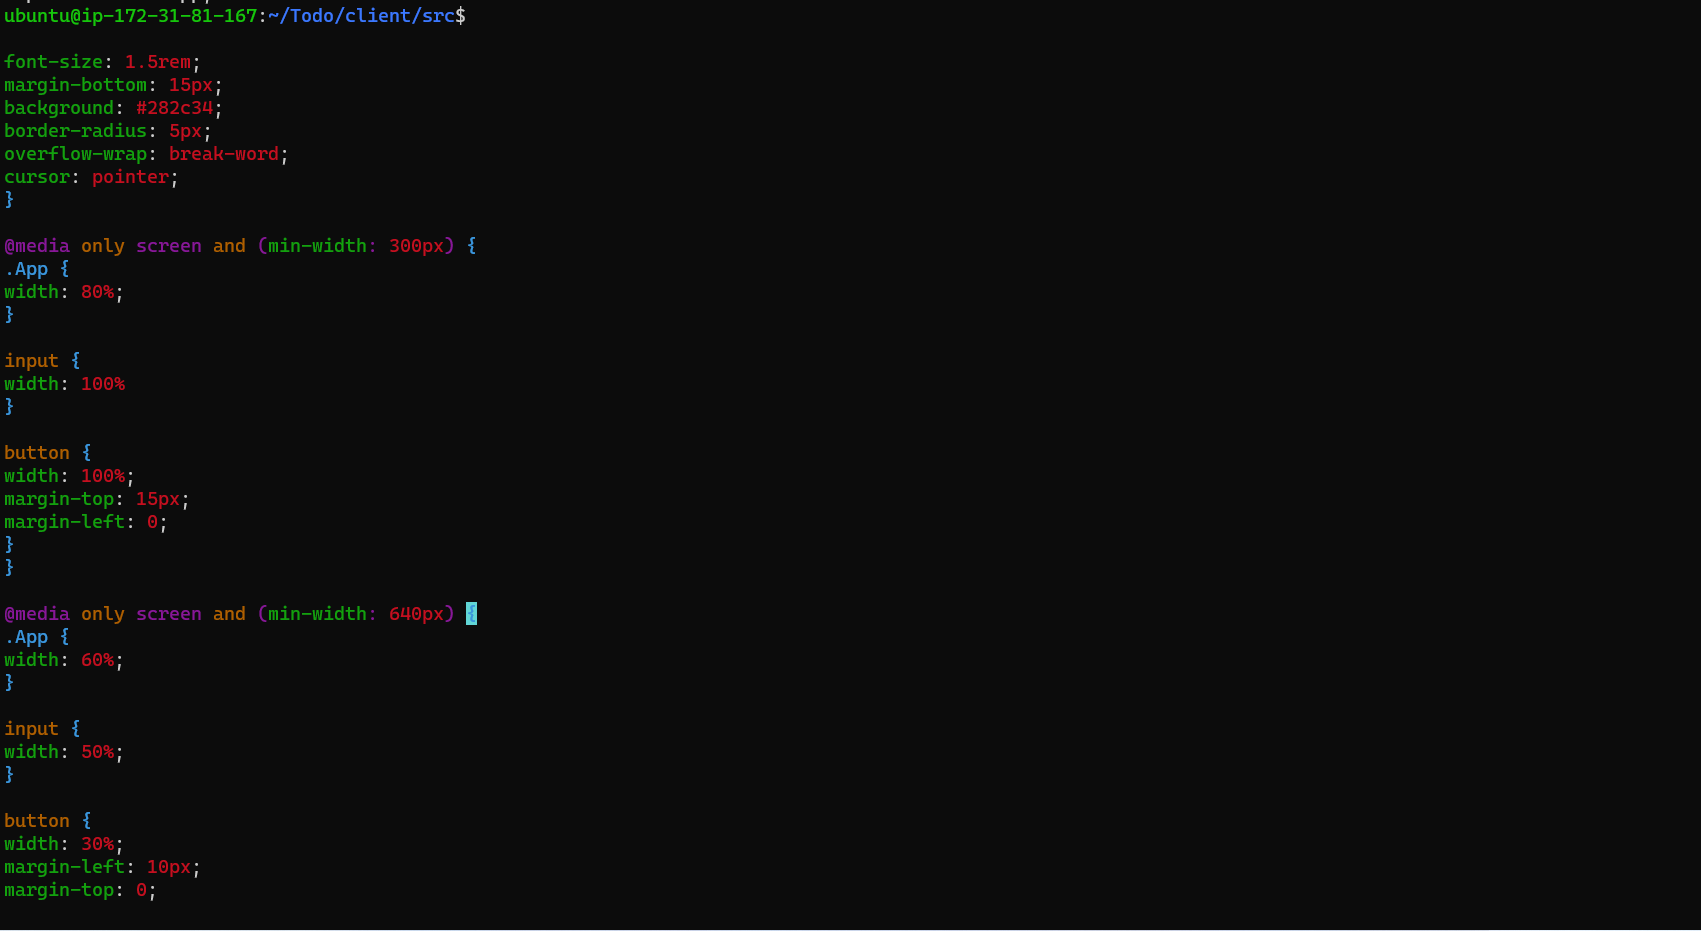 ubuntu@ip-172-31-81-167:~/Todo/client/src$
font-size: 1.5rem;
margin-bottom: 15px;
background: #282c34;
border-radius: 5px;
overflow-wrap: break-word;
cursor: pointer;
}
@media only screen and (min-width: 300px) {
.App {
width: 80%;
}
input {
width: 100%
}
button {
width: 100%;
margin-top: 15px;
margin-left: 0;
}
}
@media only screen and (min-width: 640px) {
.App {
width: 60%;
}
input {
width: 50%;
}
button {
width: 30%;
margin-left: 10px;
margin-top: 0;